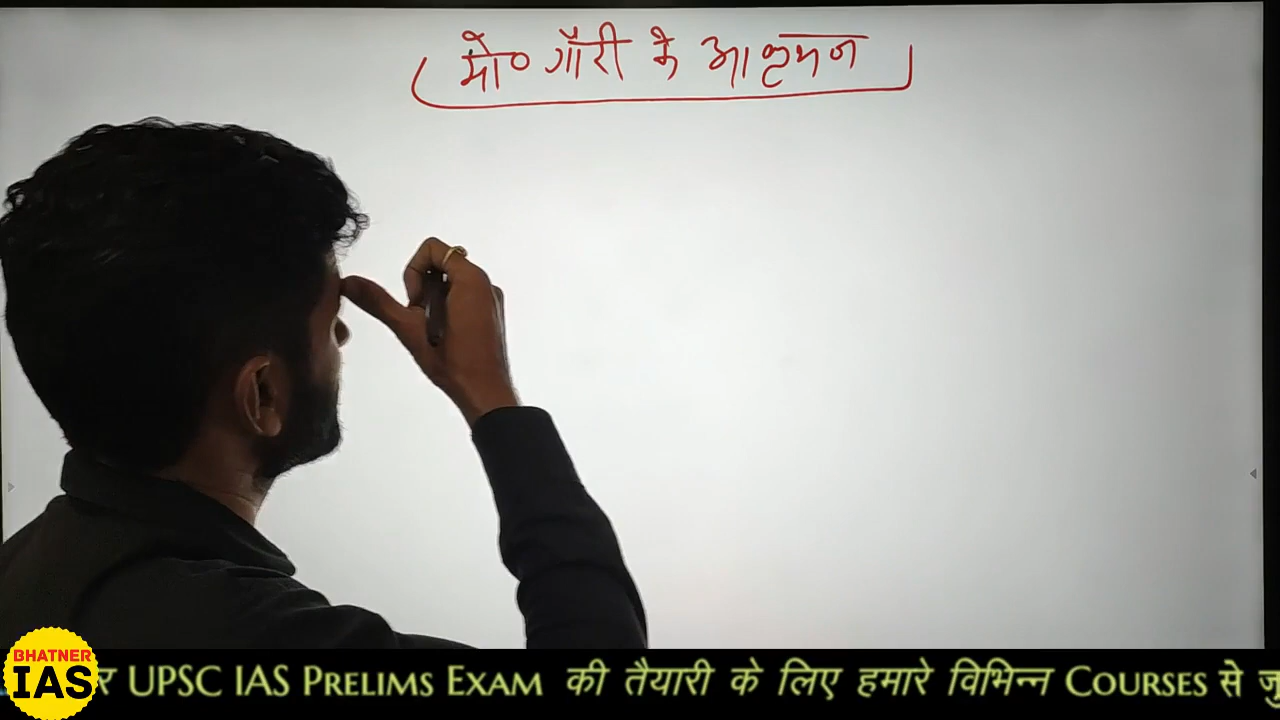 मो० गौरी के आक्रमण
BHATNER
IAS
र UPSC IAS PRELIMS EXAM की तैयारी के लिए हमारे विभिन्न COURSES से जु